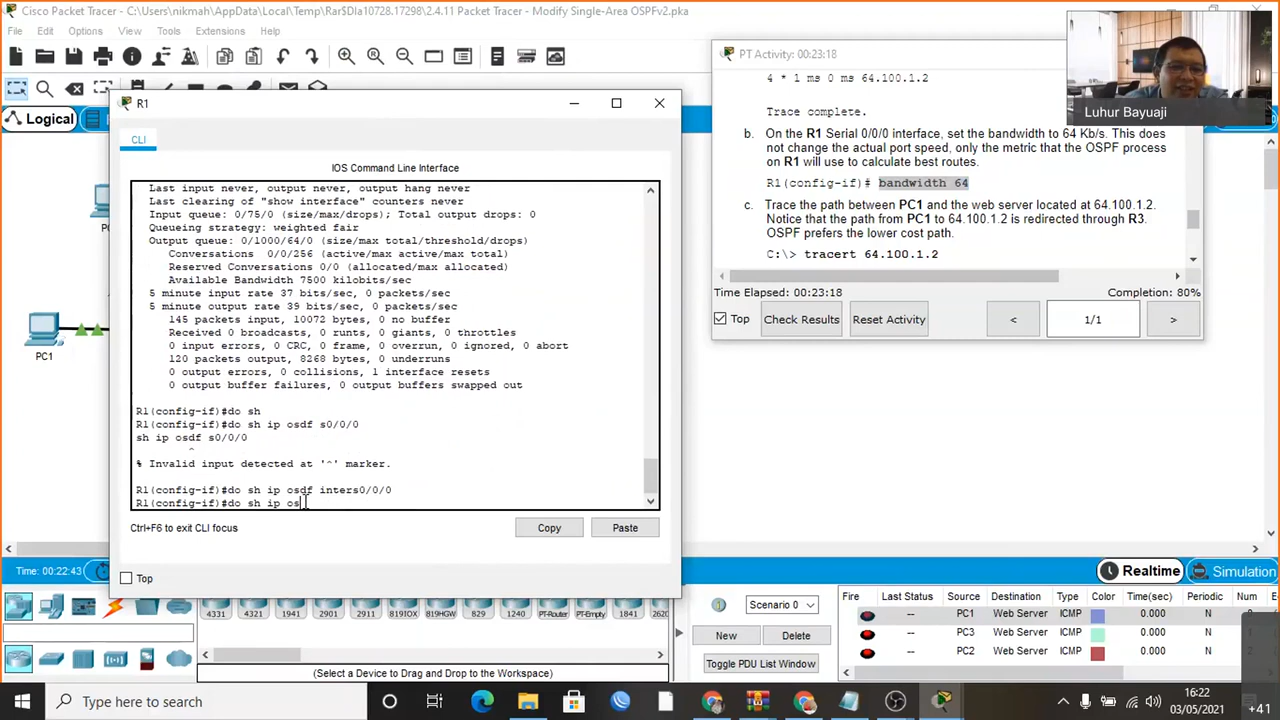 Cisco Packet Tracer - C:\Users\nikmah\AppData\Local\Temp\Rar$DIa10728.17298\2.4.11 Packet Tracer - Modify Single-Area OSPFv2.pka
File Edit Options View Tools Extensions Window Help
Logical
PC1
R1
CLI
IOS Command Line Interface
Last input never, output never, output hang never
Last clearing of "show interface" counters never
Input queue: 0/75/0 (size/max/drops); Total output drops: 0
Queueing strategy: weighted fair
Output queue: 0/1000/64/0 (size/max total/threshold/drops)
Conversations 0/0/256 (active/max active/max total)
Reserved Conversations 0/0 (allocated/max allocated)
Available Bandwidth 7500 kilobits/sec
5 minute input rate 37 bits/sec, 0 packets/sec
5 minute output rate 39 bits/sec, 0 packets/sec
145 packets input, 10072 bytes, 0 no buffer
Received 0 broadcasts, 0 runts, 0 giants, 0 throttles
0 input errors, 0 CRC, 0 frame, 0 overrun, 0 ignored, 0 abort
120 packets output, 8268 bytes, 0 underruns
0 output errors, 0 collisions, 1 interface resets
0 output buffer failures, 0 output buffers swapped out
R1(config-if)#do sh
R1(config-if)#do sh ip osdf s0/0/0
sh ip osdf s0/0/0
^
% Invalid input detected at '^' marker.
R1(config-if)#do sh ip osdf inters0/0/0
R1(config-if)#do sh ip os
Ctrl+F6 to exit CLI focus
Copy
Paste
Top
PT Activity: 00:23:18
4 * 1 ms 0 ms 64.100.1.2
Trace complete.
b. On the R1 Serial 0/0/0 interface, set the bandwidth to 64 Kb/s. This does
not change the actual port speed, only the metric that the OSPF process
on R1 will use to calculate best routes.
R1(config-if)# bandwidth 64
c. Trace the path between PC1 and the web server located at 64.100.1.2.
Notice that the path from PC1 to 64.100.1.2 is redirected through R3.
OSPF prefers the lower cost path.
C:\> tracert 64.100.1.2
Time Elapsed: 00:23:18
Completion: 80%
Top
Check Results
Reset Activity
<
1/1
>
Luhur Bayuaji
Time: 00:22:43
Realtime
Simulation
4331 4321 1941 2901 2911 819IOX 819HGW 829 1240 PT-Router PT-Empty 1841 2620
(Select a Device to Drag and Drop to the Workspace)
Scenario 0
New
Delete
Toggle PDU List Window
Fire Last Status Source Destination Type Color Time(sec) Periodic Num
-- PC1 Web Server ICMP 0.000 N
-- PC3 Web Server ICMP 0.000 N
-- PC2 Web Server ICMP 0.000 N
Type here to search
16:22
03/05/2021
+41